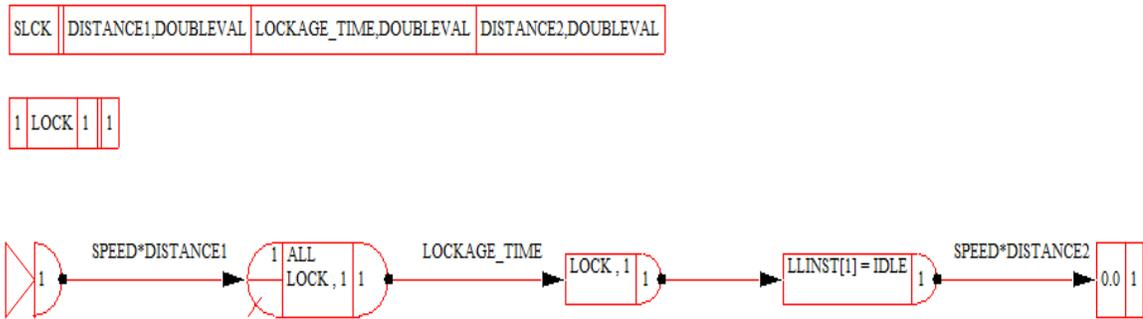 SLCK DISTANCE1,DOUBLEVAL LOCKAGE_TIME,DOUBLEVAL DISTANCE2,DOUBLEVAL
1 LOCK 1 1
SPEED*DISTANCE1 LOCKAGE_TIME SPEED*DISTANCE2
1 ALL LOCK , 1 LLINST[1] = IDLE
1 LOCK , 1 1 1 1 0.0 1